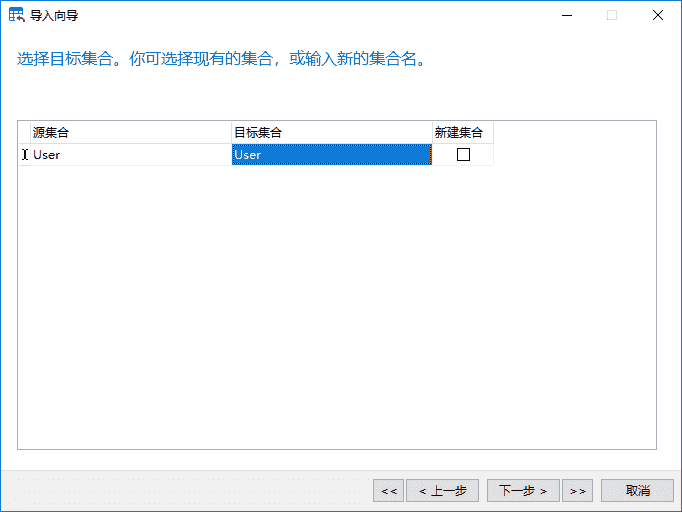 导入向导
选择目标集合。你可选择现有的集合，或输入新的集合名。
源集合 目标集合 新建集合
User User
<< < 上一步 下一步 > >> 取消